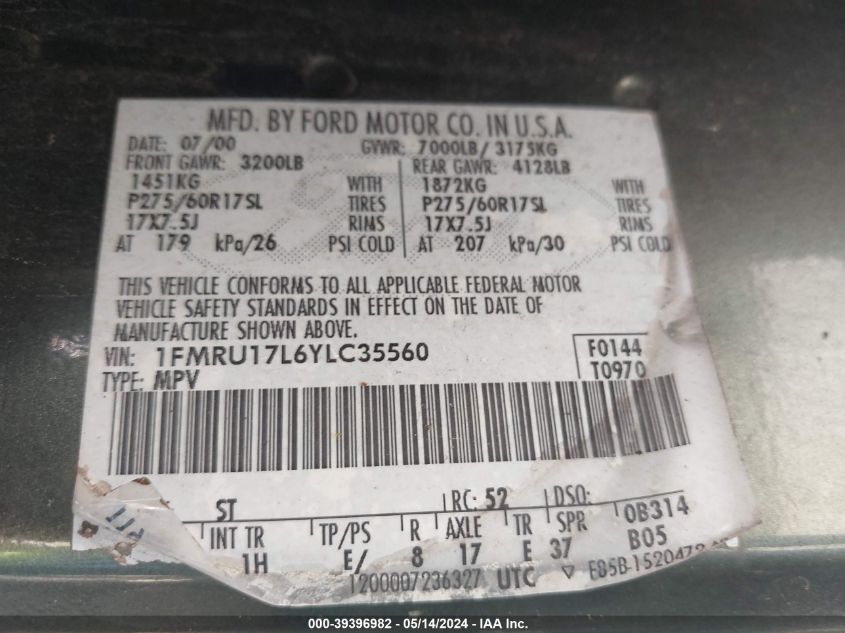 MFD. BY FORD MOTOR CO. IN U.S.A.
DATE: 07/00 GVWR: 7000LB/ 3175KG
FRONT GAWR: 3200LB REAR GAWR: 4128LB
1451KG WITH 1872KG WITH
P275/60R17SL TIRES P275/60R17SL TIRES
17X7.5J RIMS 17X7.5J RIMS
AT 179 kPa/26 PSI COLD AT 207 kPa/30 PSI COLD
THIS VEHICLE CONFORMS TO ALL APPLICABLE FEDERAL MOTOR
VEHICLE SAFETY STANDARDS IN EFFECT ON THE DATE OF
MANUFACTURE SHOWN ABOVE.
VIN: 1FMRU17L6YLC35560 F0144
TYPE: MPV T0970
ST RC: 52 DSO:
INT TR TP/PS R AXLE TR SPR 0B314
1H E/ 8 17 E 37 B05
1200007236327 UTC ▽ F85B-1520472
000-39396982 - 05/14/2024 - IAA Inc.